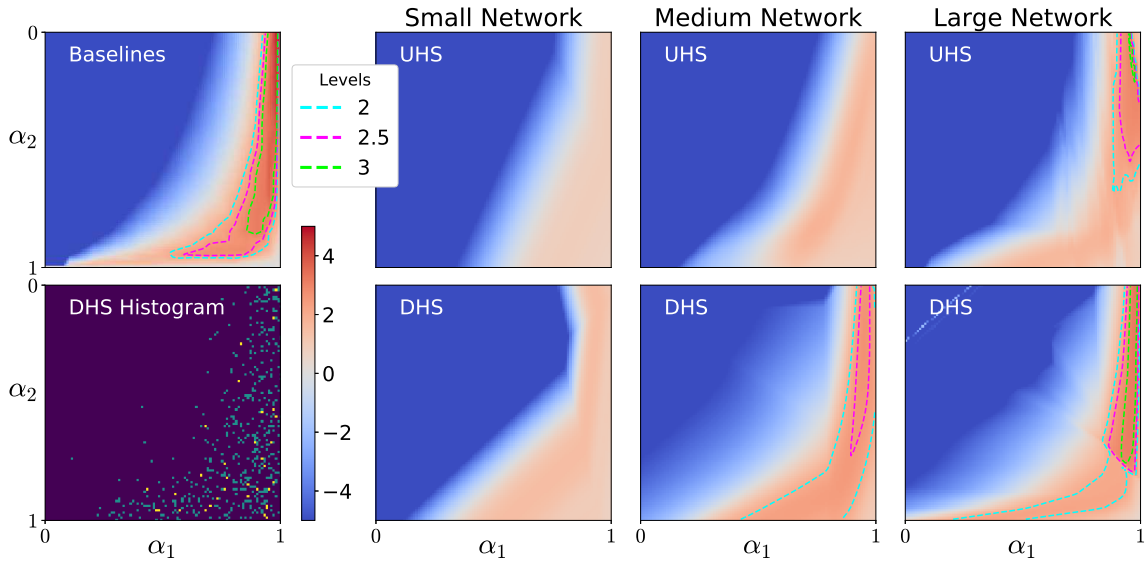 Small Network Medium Network Large Network
0
Baselines
UHS
UHS
UHS
Levels
2
2.5
3
α2
1
4
2
0
−2
−4
0
DHS Histogram
DHS
DHS
DHS
α2
1
0 α1 1
0 α1 1
0 α1 1
0 α1 1